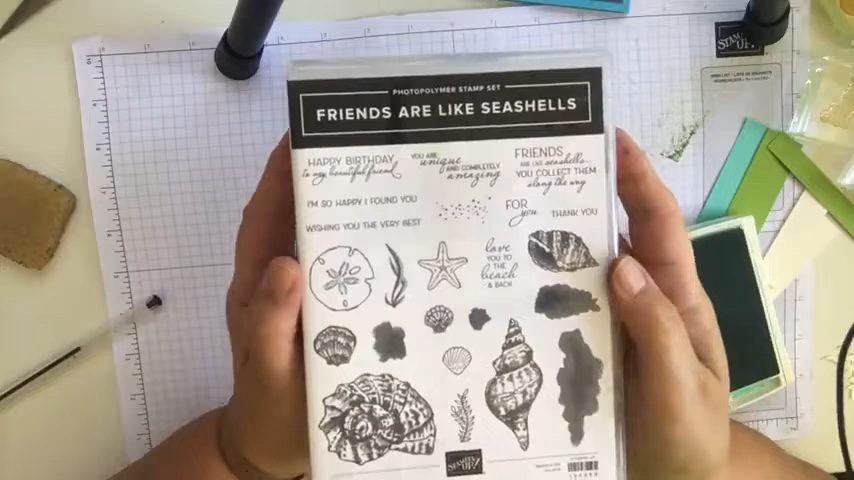 PHOTOPOLYMER STAMP SET
FRIENDS ARE LIKE SEASHELLS
HAPPY BIRTHDAY
to my beautiful friend
YOU ARE
unique
AND COMPLETELY
amazing
FRIENDS
ARE like seashells...
YOU COLLECT THEM
along the way
I'M SO HAPPY I FOUND YOU
FOR
you
THANK YOU
WISHING YOU THE VERY BEST
love
YOU TO
THE
beach
& BACK
STAMPIN' UP!
STAMPIN' UP!